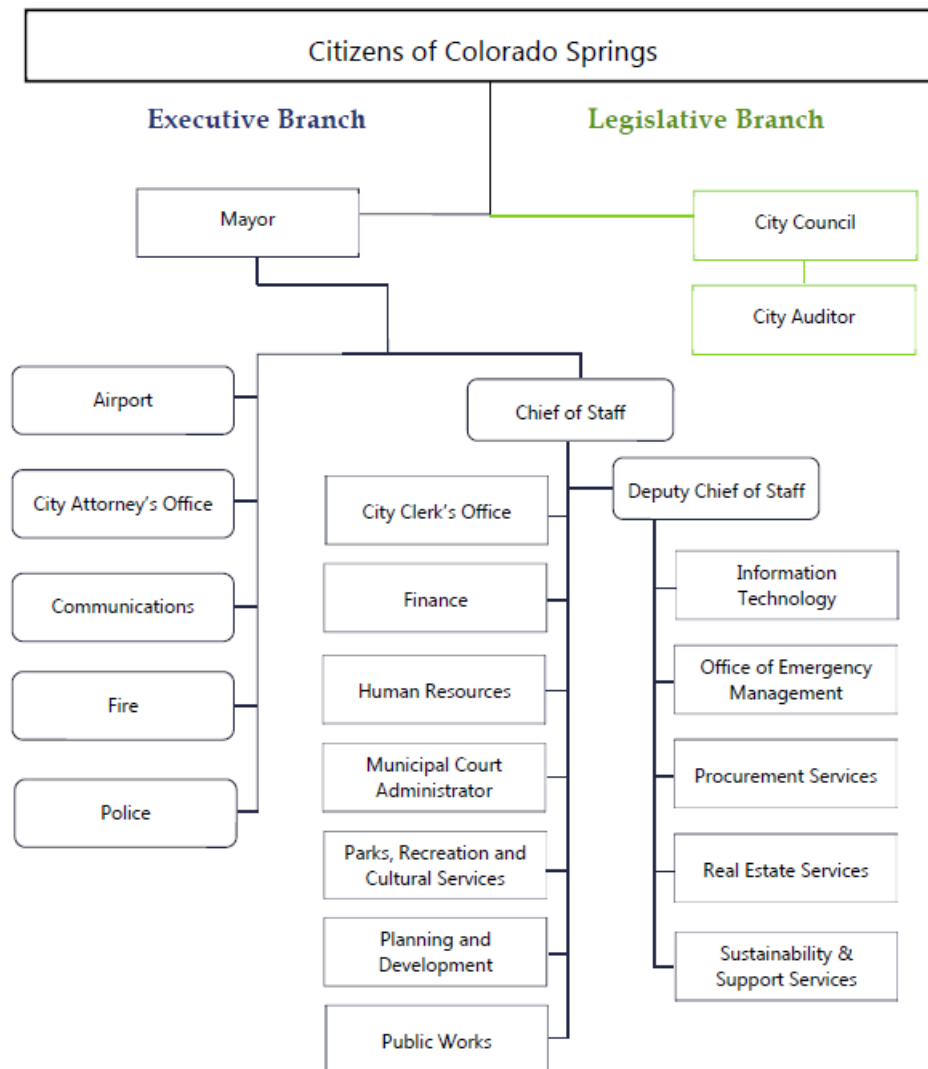 Citizens of Colorado Springs
Executive Branch
Legislative Branch
Mayor
City Council
City Auditor
Airport
City Attorney's Office
Communications
Fire
Police
Chief of Staff
City Clerk's Office
Finance
Human Resources
Municipal Court
Administrator
Parks, Recreation and
Cultural Services
Planning and
Development
Public Works
Deputy Chief of Staff
Information
Technology
Office of Emergency
Management
Procurement Services
Real Estate Services
Sustainability &
Support Services